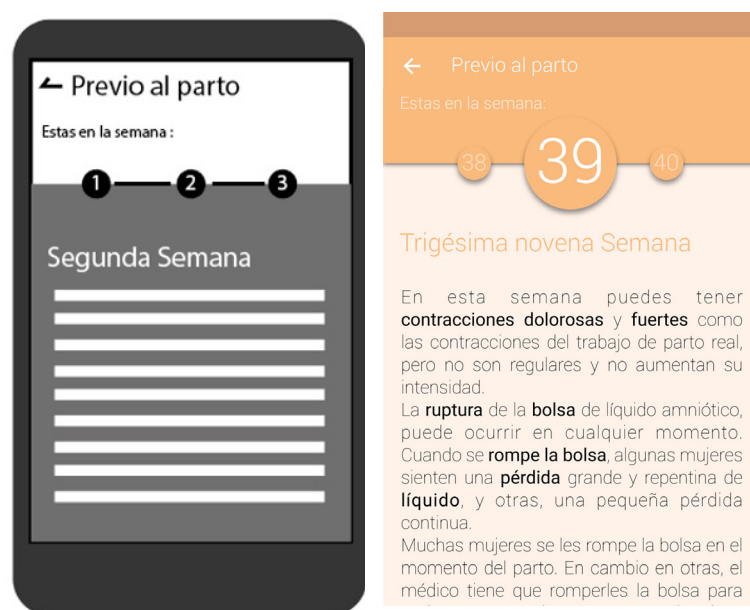 Previo al parto
Estas en la semana :
1 2 3
Segunda Semana
Previo al parto
Estas en la semana:
38 39 40
Trigésima novena Semana
En esta semana puedes tener
contracciones dolorosas y fuertes como
las contracciones del trabajo de parto real,
pero no son regulares y no aumentan su
intensidad.
La ruptura de la bolsa de líquido amniótico,
puede ocurrir en cualquier momento.
Cuando se rompe la bolsa, algunas mujeres
sienten una pérdida grande y repentina de
líquido, y otras, una pequeña pérdida
continua.
Muchas mujeres se les rompe la bolsa en el
momento del parto. En cambio en otras, el
médico tiene que romperles la bolsa para